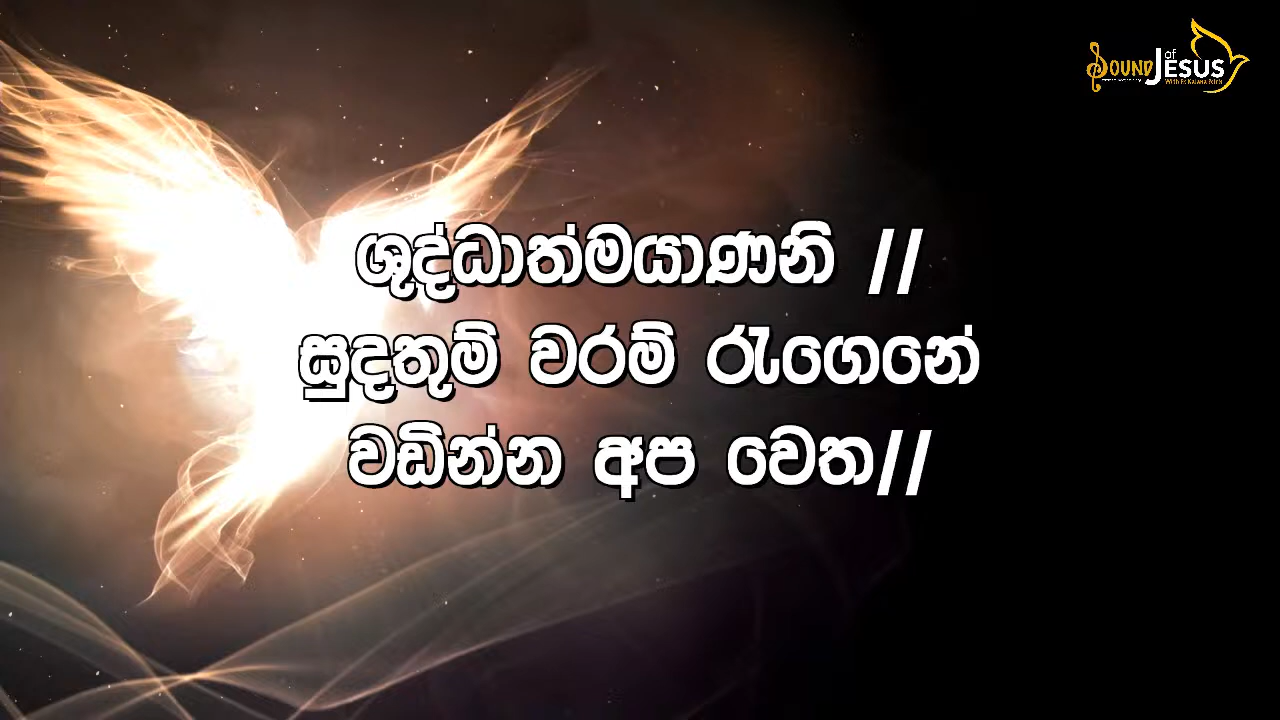 SOUND of JESUS
ශුද්ධාත්මයාණනි //
සුදතුම් වරම් රැගෙනේ
වඩින්න අප වෙත//